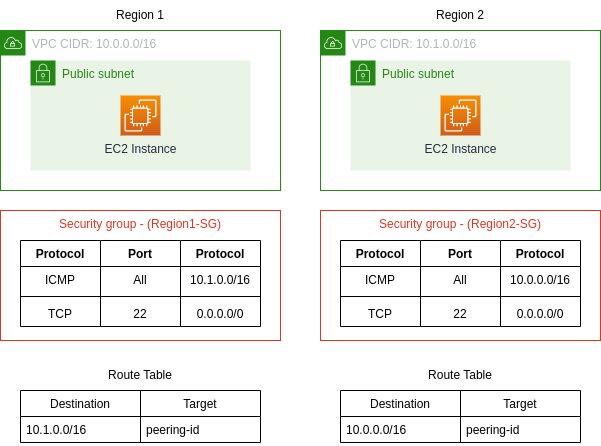 Region 1
VPC CIDR: 10.0.0.0/16
Public subnet
EC2 Instance
Security group - (Region1-SG)
Protocol Port Protocol
ICMP All 10.1.0.0/16
TCP 22 0.0.0.0/0
Route Table
Destination Target
10.1.0.0/16 peering-id
Region 2
VPC CIDR: 10.1.0.0/16
Public subnet
EC2 Instance
Security group - (Region2-SG)
Protocol Port Protocol
ICMP All 10.0.0.0/16
TCP 22 0.0.0.0/0
Route Table
Destination Target
10.0.0.0/16 peering-id